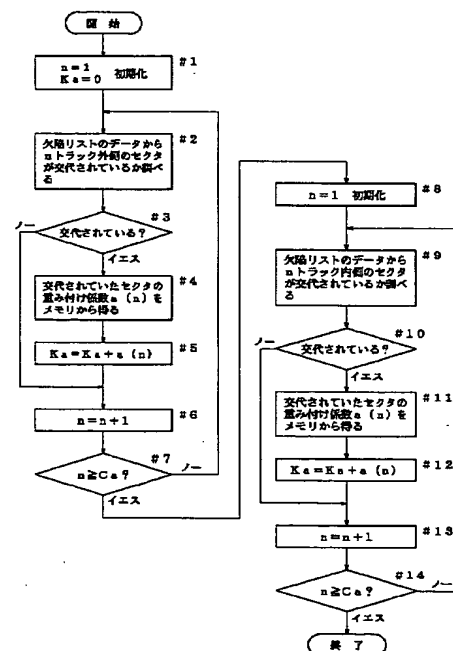 開始
#1
n=1
Ka=0 初期化
#2
欠陥リストのデータから
nトラック外側のセクタ
が交代されているか調べ
る
#3
ノー
交代されている?
イエス
#4
交代されていたセクタの
重み付け係数a(n)を
メモリから得る
#5
Ka=Ka+a(n)
#6
n=n+1
#7
ノー
n≧Ca?
イエス
#8
n=1 初期化
#9
欠陥リストのデータから
nトラック内側のセクタ
が交代されているか調べ
る
#10
ノー
交代されている?
イエス
#11
交代されていたセクタの
重み付け係数a(n)を
メモリから得る
#12
Ka=Ka+a(n)
#13
n=n+1
#14
ノー
n≧Ca?
イエス
終了